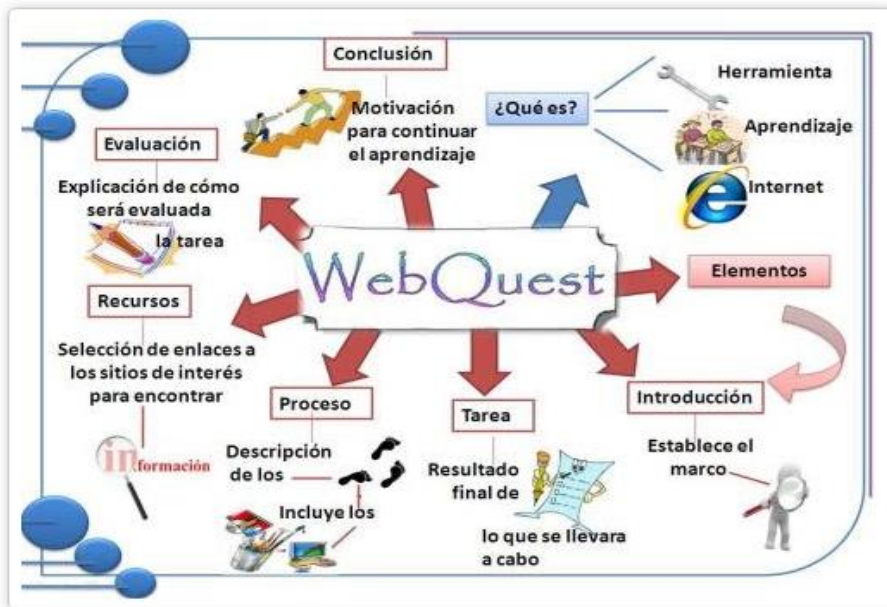 Conclusión
Motivación
para continuar
el aprendizaje
¿Qué es?
Herramienta
Aprendizaje
Internet
Evaluación
Explicación de cómo
será evaluada
la tarea
WebQuest
Elementos
Recursos
Selección de enlaces a
los sitios de interés
para encontrar
información
Proceso
Descripción
de los
Incluye los
Tarea
Resultado
final de
lo que se llevara
a cabo
Introducción
Establece el
marco